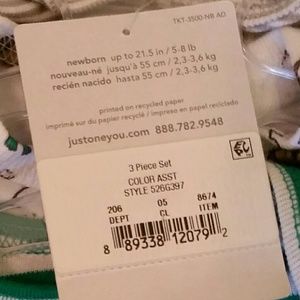 TKT-3500-NB AO
newborn up to 21.5 in / 5-8 lb
nouveau-né jusqu'à 55 cm / 2,3-3,6 kg
recién nacido hasta 55 cm / 2,3-3,6 kg
printed on recycled paper
imprimé sur du papier recyclé / impreso en papel reciclado
justoneyou.com 888.782.9548
3 Piece Set
COLOR ASST
STYLE 526G397
206 05 8674
DEPT CL ITEM
8 89338 12079 2